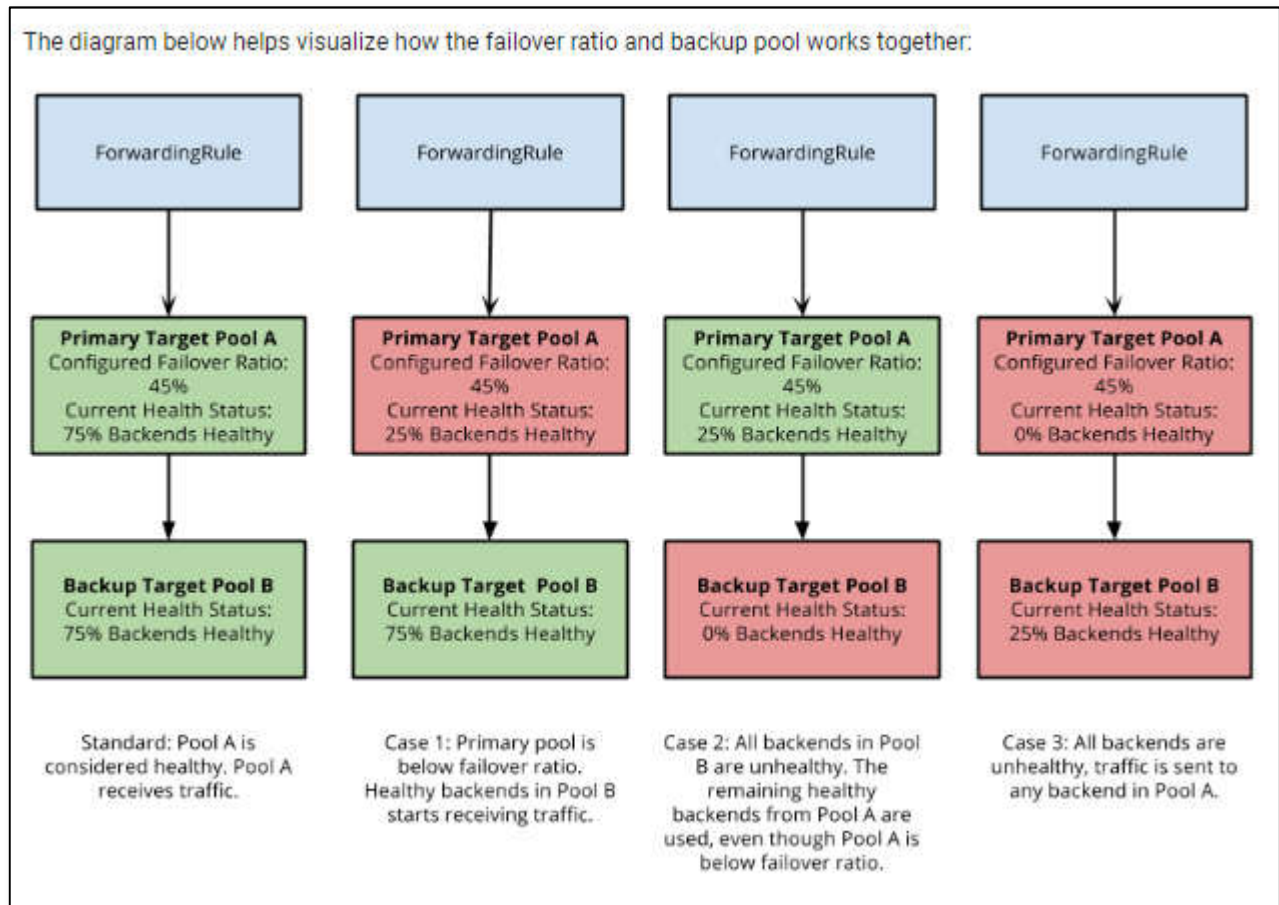 The diagram below helps visualize how the failover ratio and backup pool works together:
ForwardingRule
ForwardingRule
ForwardingRule
ForwardingRule
Primary Target Pool A
Configured Failover Ratio:
45%
Current Health Status:
75% Backends Healthy
Primary Target Pool A
Configured Failover Ratio:
45%
Current Health Status:
25% Backends Healthy
Primary Target Pool A
Configured Failover Ratio:
45%
Current Health Status:
25% Backends Healthy
Primary Target Pool A
Configured Failover Ratio:
45%
Current Health Status:
0% Backends Healthy
Backup Target Pool B
Current Health Status:
75% Backends Healthy
Backup Target Pool B
Current Health Status:
75% Backends Healthy
Backup Target Pool B
Current Health Status:
0% Backends Healthy
Backup Target Pool B
Current Health Status:
25% Backends Healthy
Standard: Pool A is
considered healthy. Pool A
receives traffic.
Case 1: Primary pool is
below failover ratio.
Healthy backends in Pool B
starts receiving traffic.
Case 2: All backends in Pool
B are unhealthy. The
remaining healthy
backends from Pool A are
used, even though Pool A is
below failover ratio.
Case 3: All backends are
unhealthy, traffic is sent to
any backend in Pool A.